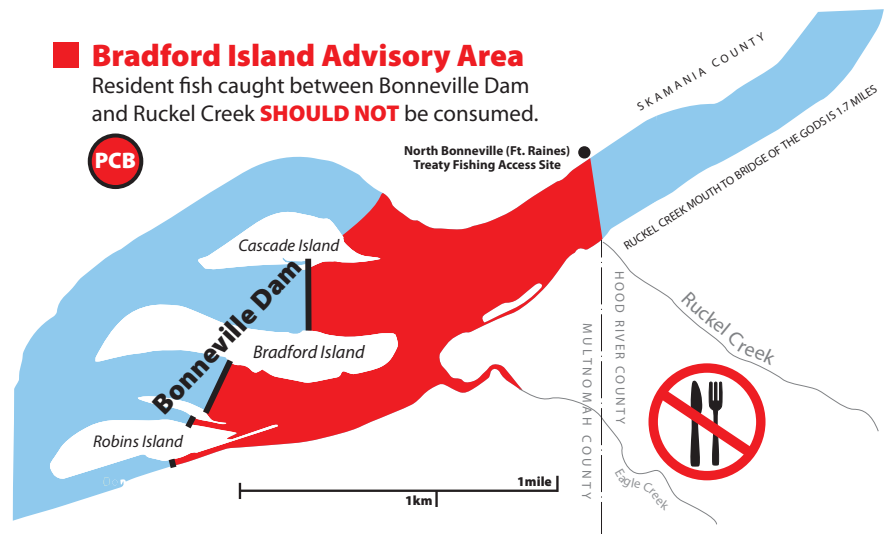 Bradford Island Advisory Area
Resident fish caught between Bonneville Dam
and Ruckel Creek SHOULD NOT be consumed.
PCB
SKAMANIA COUNTY
North Bonneville (Ft. Raines)
Treaty Fishing Access Site
RUCKEL CREEK MOUTH TO BRIDGE OF THE GODS IS 1.7 MILES
Cascade Island
Bonneville Dam
Bradford Island
Robins Island
HOOD RIVER COUNTY
MULTNOMAH COUNTY
Ruckel Creek
Eagle Creek
1mile
1km